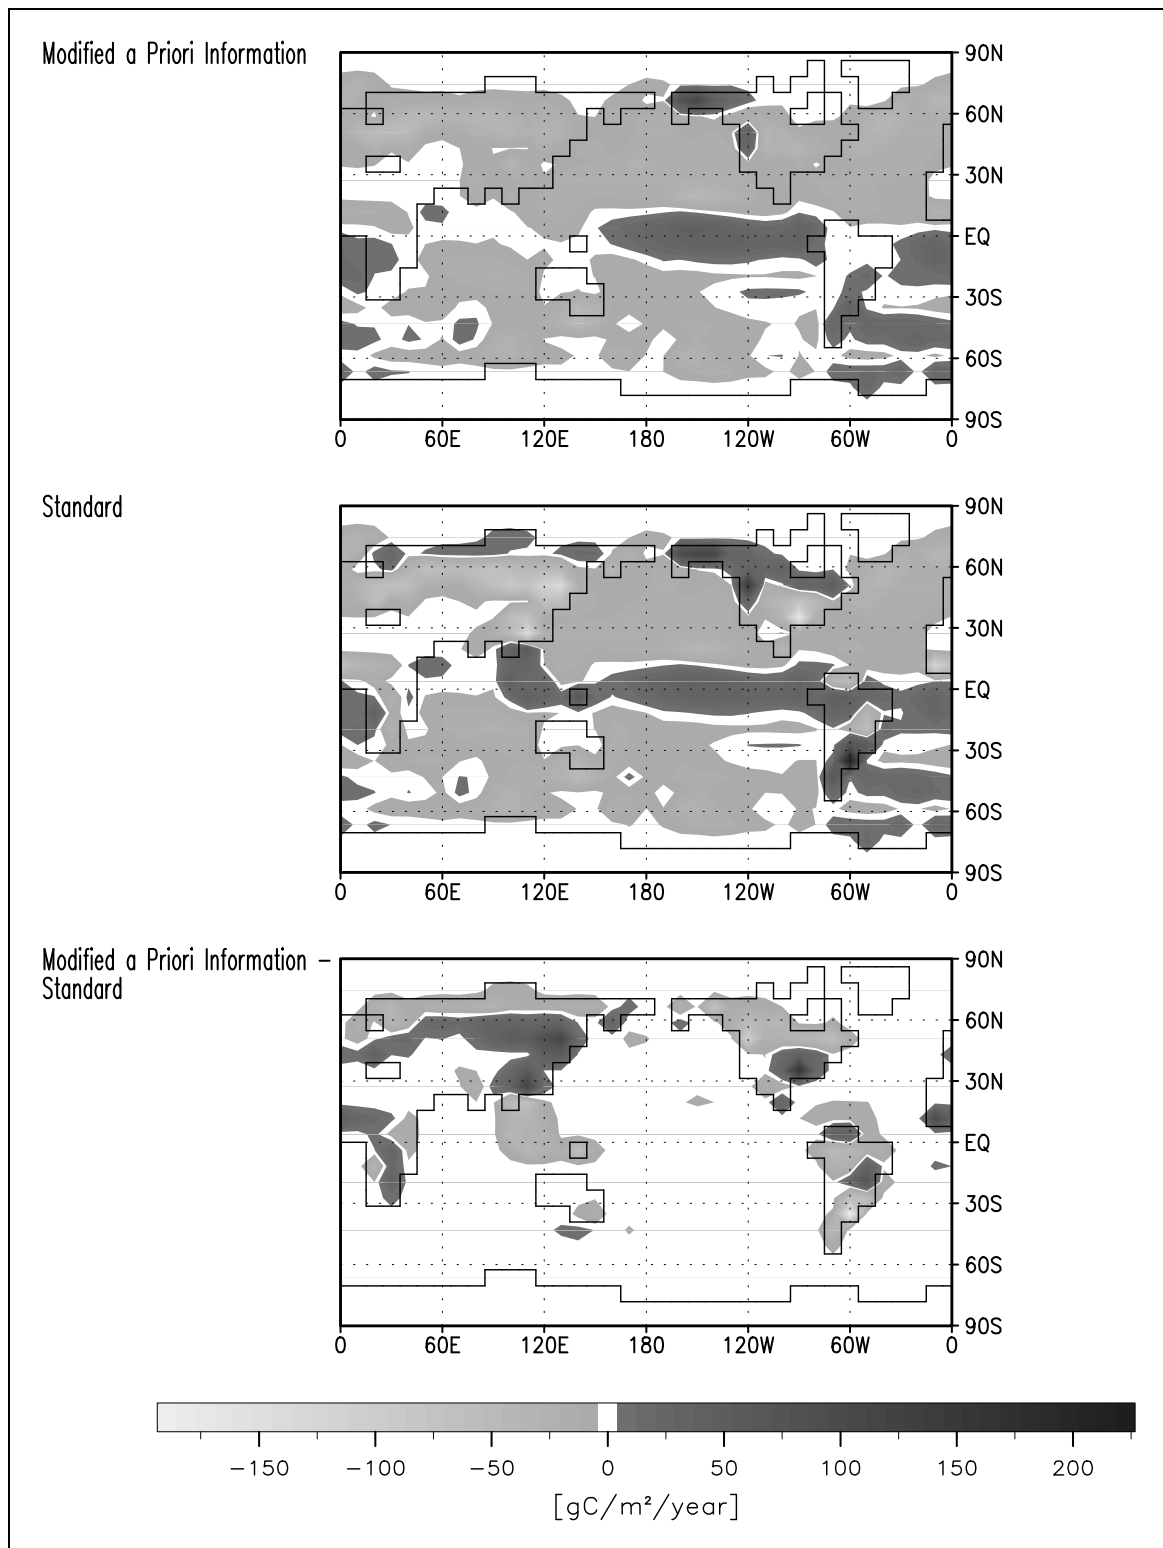 Modified a Priori Information
90N
60N
30N
EQ
30S
60S
90S
0 60E 120E 180 120W 60W 0
Standard
90N
60N
30N
EQ
30S
60S
90S
0 60E 120E 180 120W 60W 0
Modified a Priori Information −
Standard
90N
60N
30N
EQ
30S
60S
90S
0 60E 120E 180 120W 60W 0
−150 −100 −50 0 50 100 150 200
[gC/m²/year]